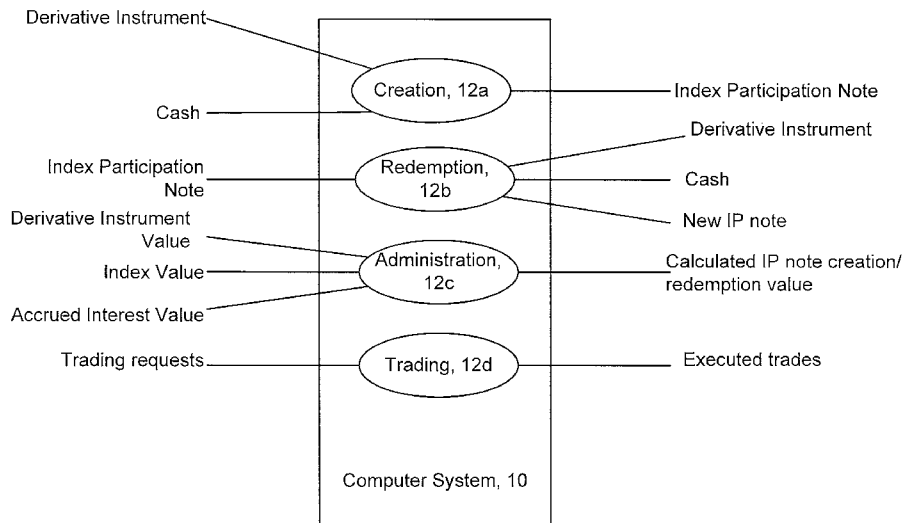 Derivative Instrument
Creation, 12a
Cash
Index Participation Note
Derivative Instrument
Index Participation
Note
Redemption,
12b
Cash
New IP note
Derivative Instrument
Value
Index Value
Accrued Interest Value
Administration,
12c
Calculated IP note creation/
redemption value
Trading requests
Trading, 12d
Executed trades
Computer System, 10